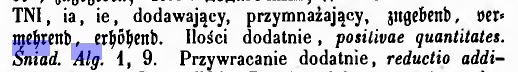 TNI, ia, ie, dodawający, przymnażający, zugebend, ver=
mehrend, erhöhend. Ilości dodatnie, positivae quantitates.
Śniad. Alg. 1, 9. Przywracanie dodatnie, reductio addi-